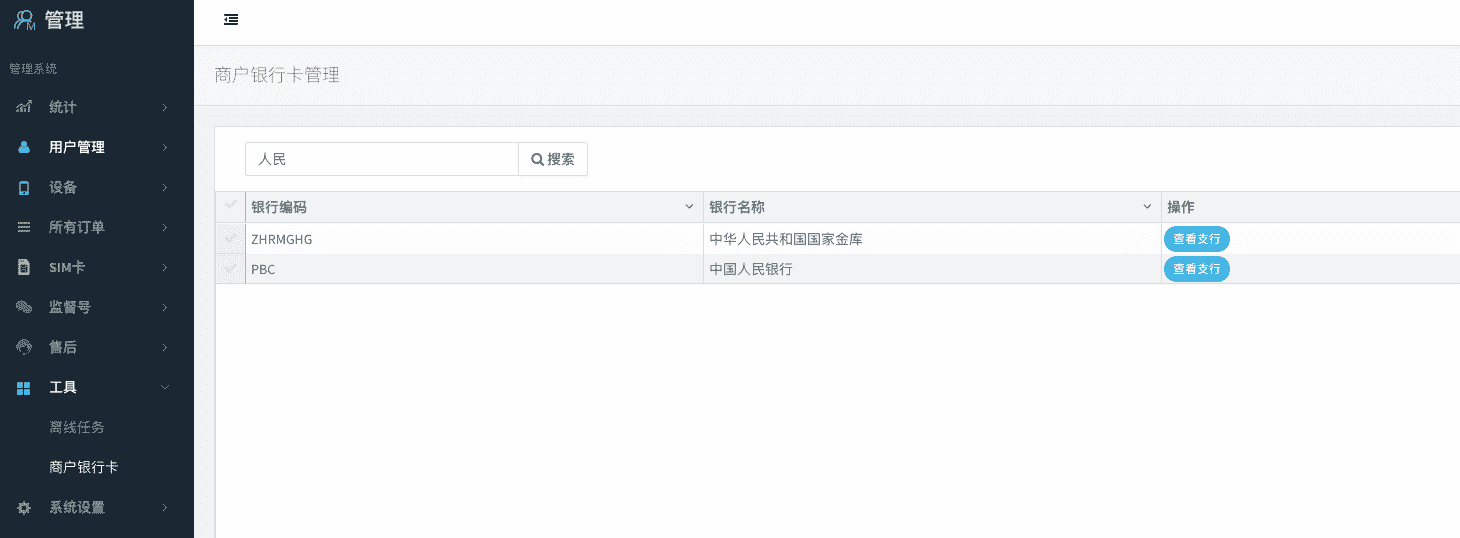 管理
管理系统
统计
用户管理
设备
所有订单
SIM卡
监督号
售后
工具
离线任务
商户银行卡
系统设置
商户银行卡管理
人民 搜索
银行编码 银行名称 操作
ZHRMGHG 中华人民共和国国家金库 查看支行
PBC 中国人民银行 查看支行